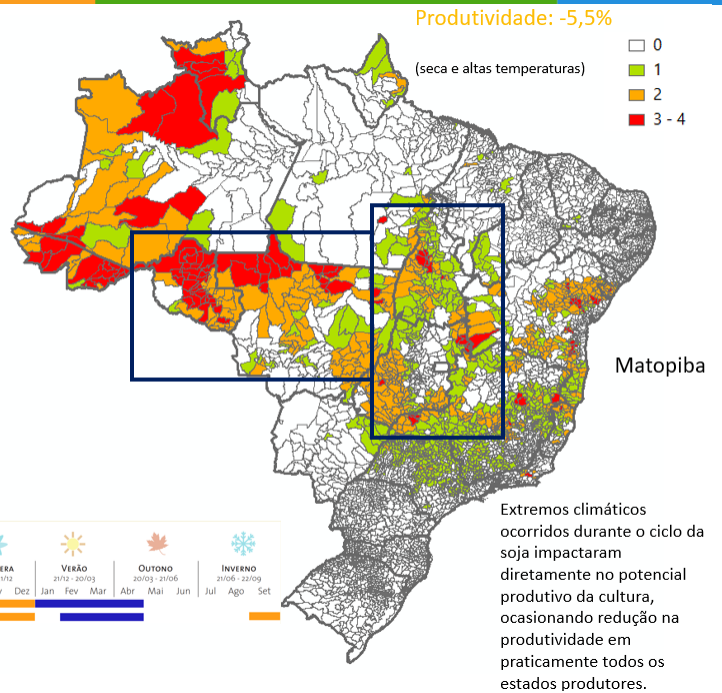 Produtividade: -5,5%
(seca e altas temperaturas)
0
1
2
3 - 4
Matopiba
Extremos climáticos
ocorridos durante o ciclo da
soja impactaram
diretamente no potencial
produtivo da cultura,
ocasionando redução na
produtividade em
praticamente todos os
estados produtores.
VERÃO OUTONO INVERNO
21/12 - 20/03 20/03 - 21/06 21/06 - 22/09
Dez Jan Fev Mar Abr Mai Jun Jul Ago Set